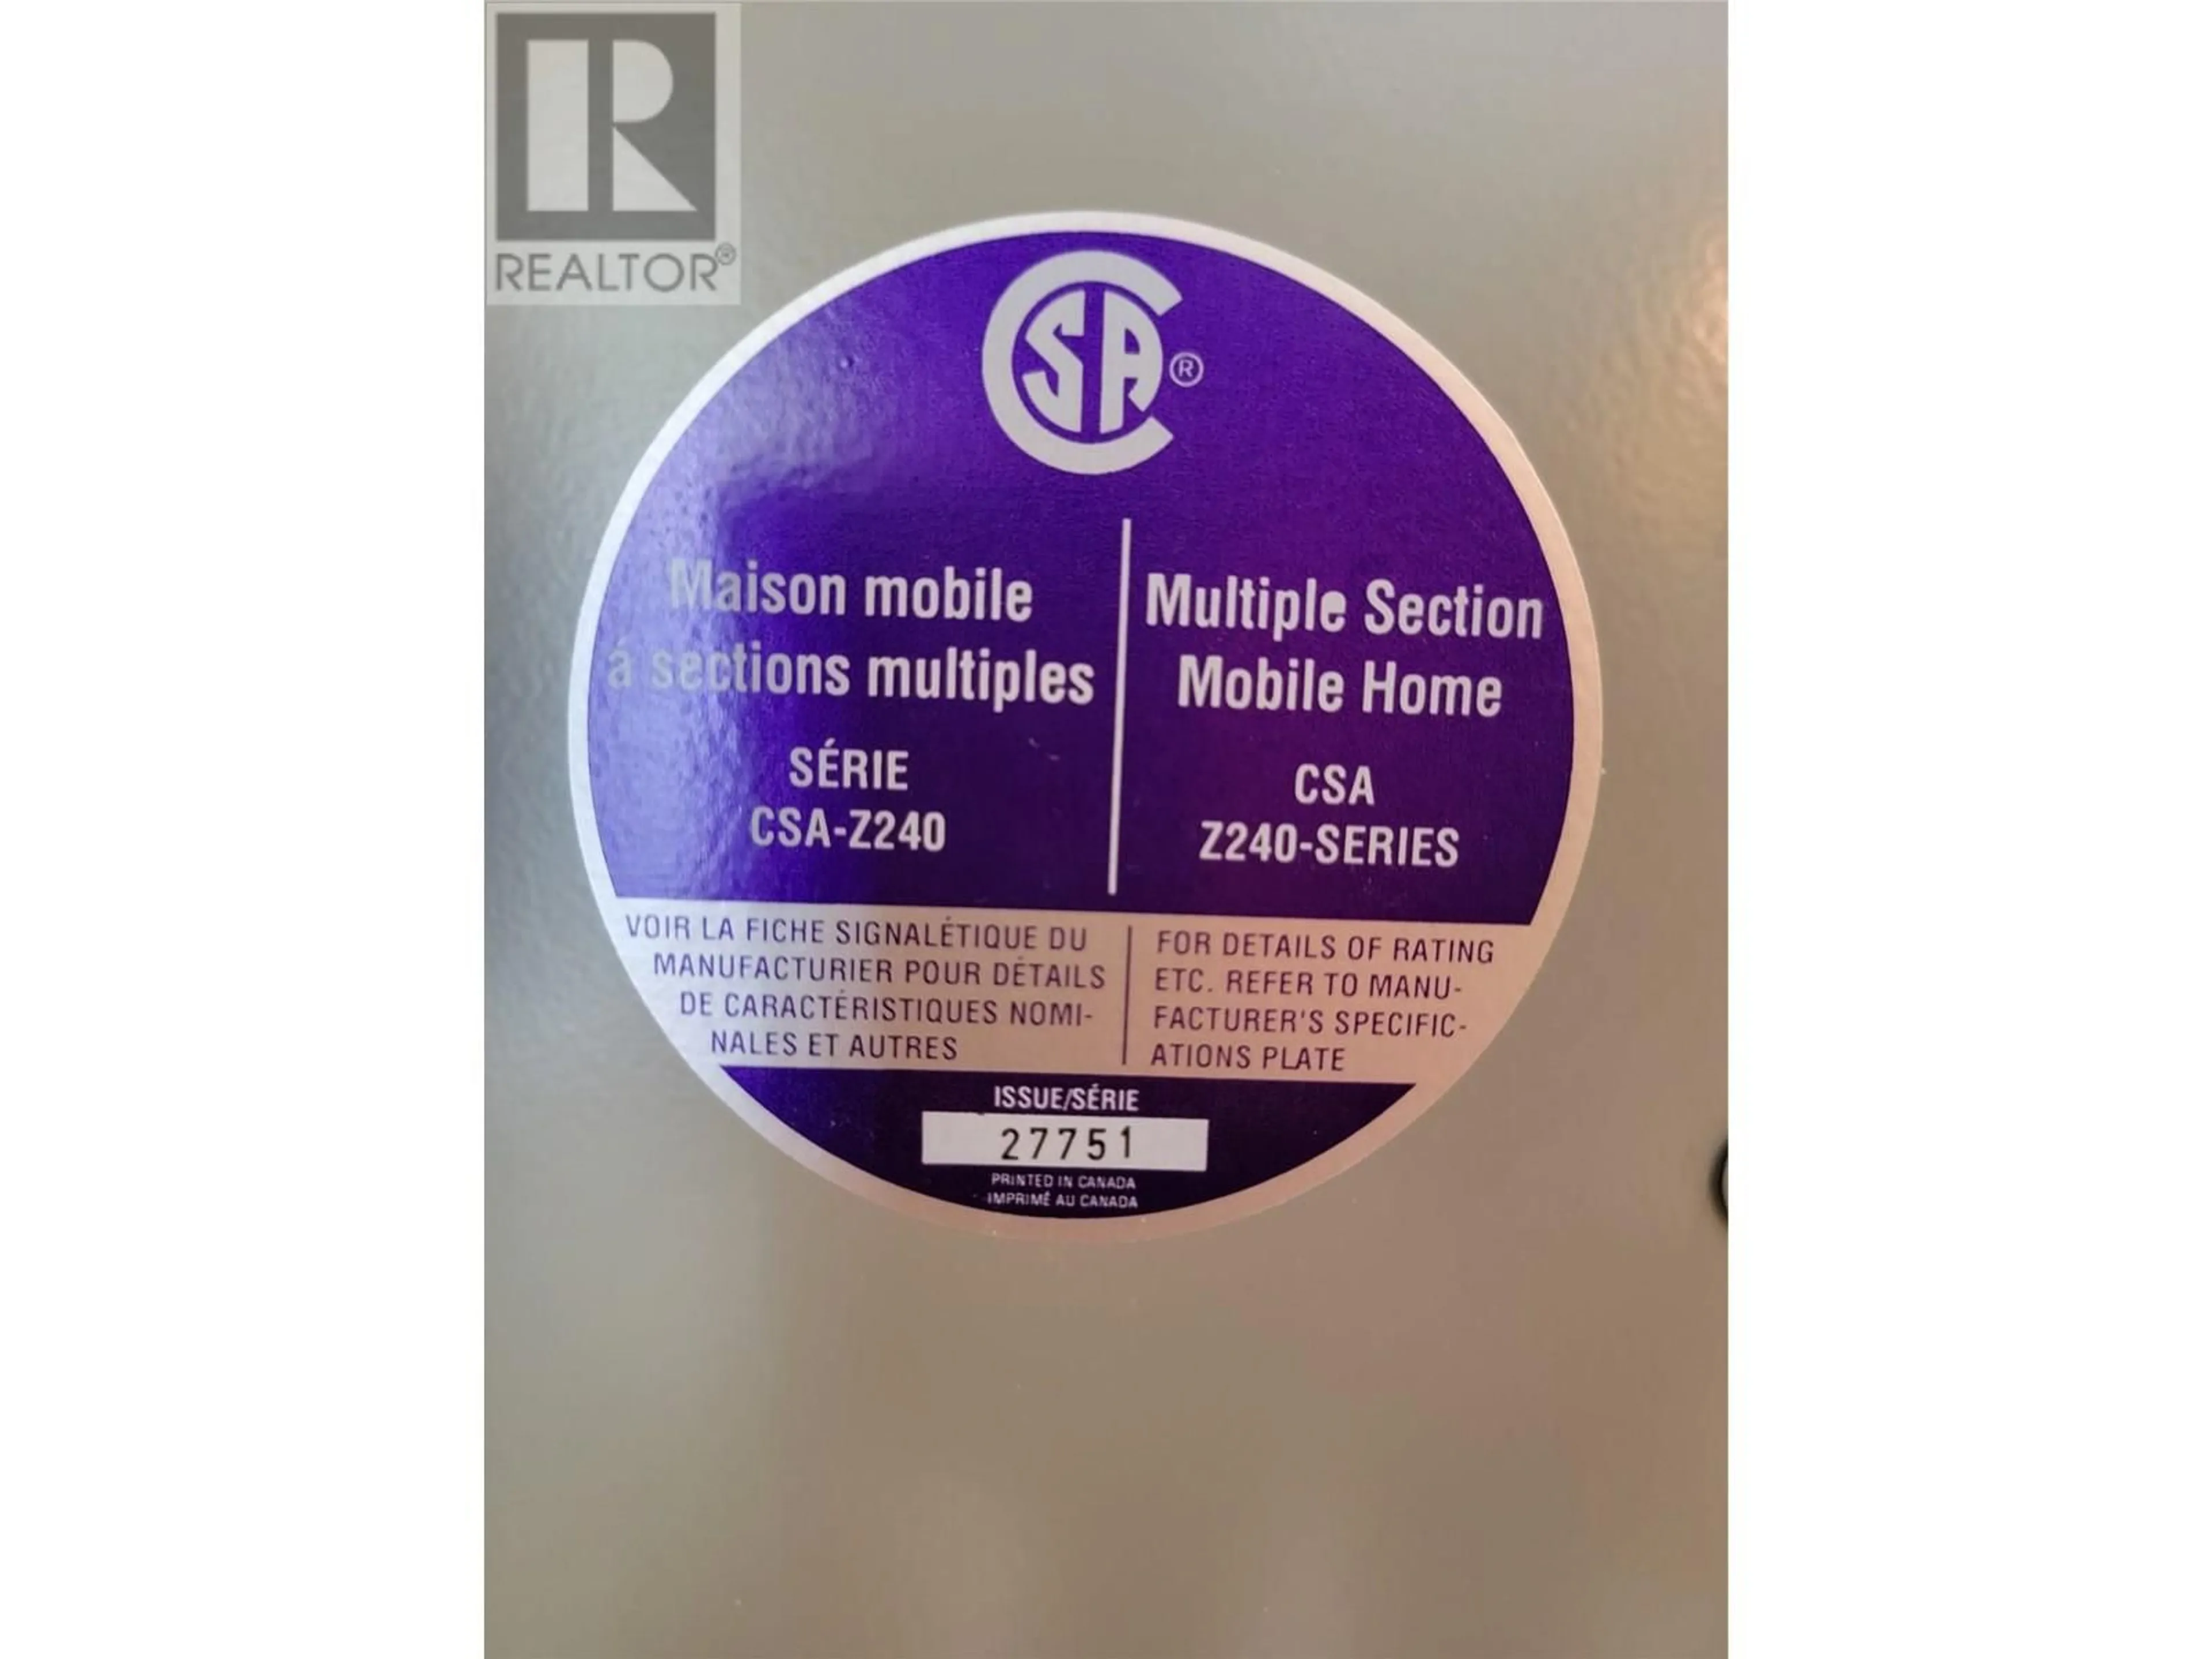 REALTOR®
CSA®
Maison mobile
à sections multiples
SÉRIE
CSA-Z240
Multiple Section
Mobile Home
CSA
Z240-SERIES
VOIR LA FICHE SIGNALÉTIQUE DU
MANUFACTURIER POUR DÉTAILS
DE CARACTÉRISTIQUES NOMI-
NALES ET AUTRES
FOR DETAILS OF RATING
ETC. REFER TO MANU-
FACTURER'S SPECIFIC-
ATIONS PLATE
ISSUE/SÉRIE
27751
PRINTED IN CANADA
IMPRIMÉ AU CANADA